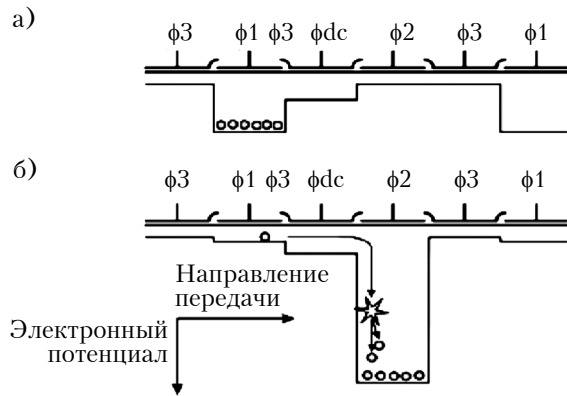 а)
ϕ3 ϕ1 ϕ3 ϕdc ϕ2 ϕ3 ϕ1
б)
ϕ3 ϕ1 ϕ3 ϕdc ϕ2 ϕ3 ϕ1
Направление
передачи
Электронный
потенциал